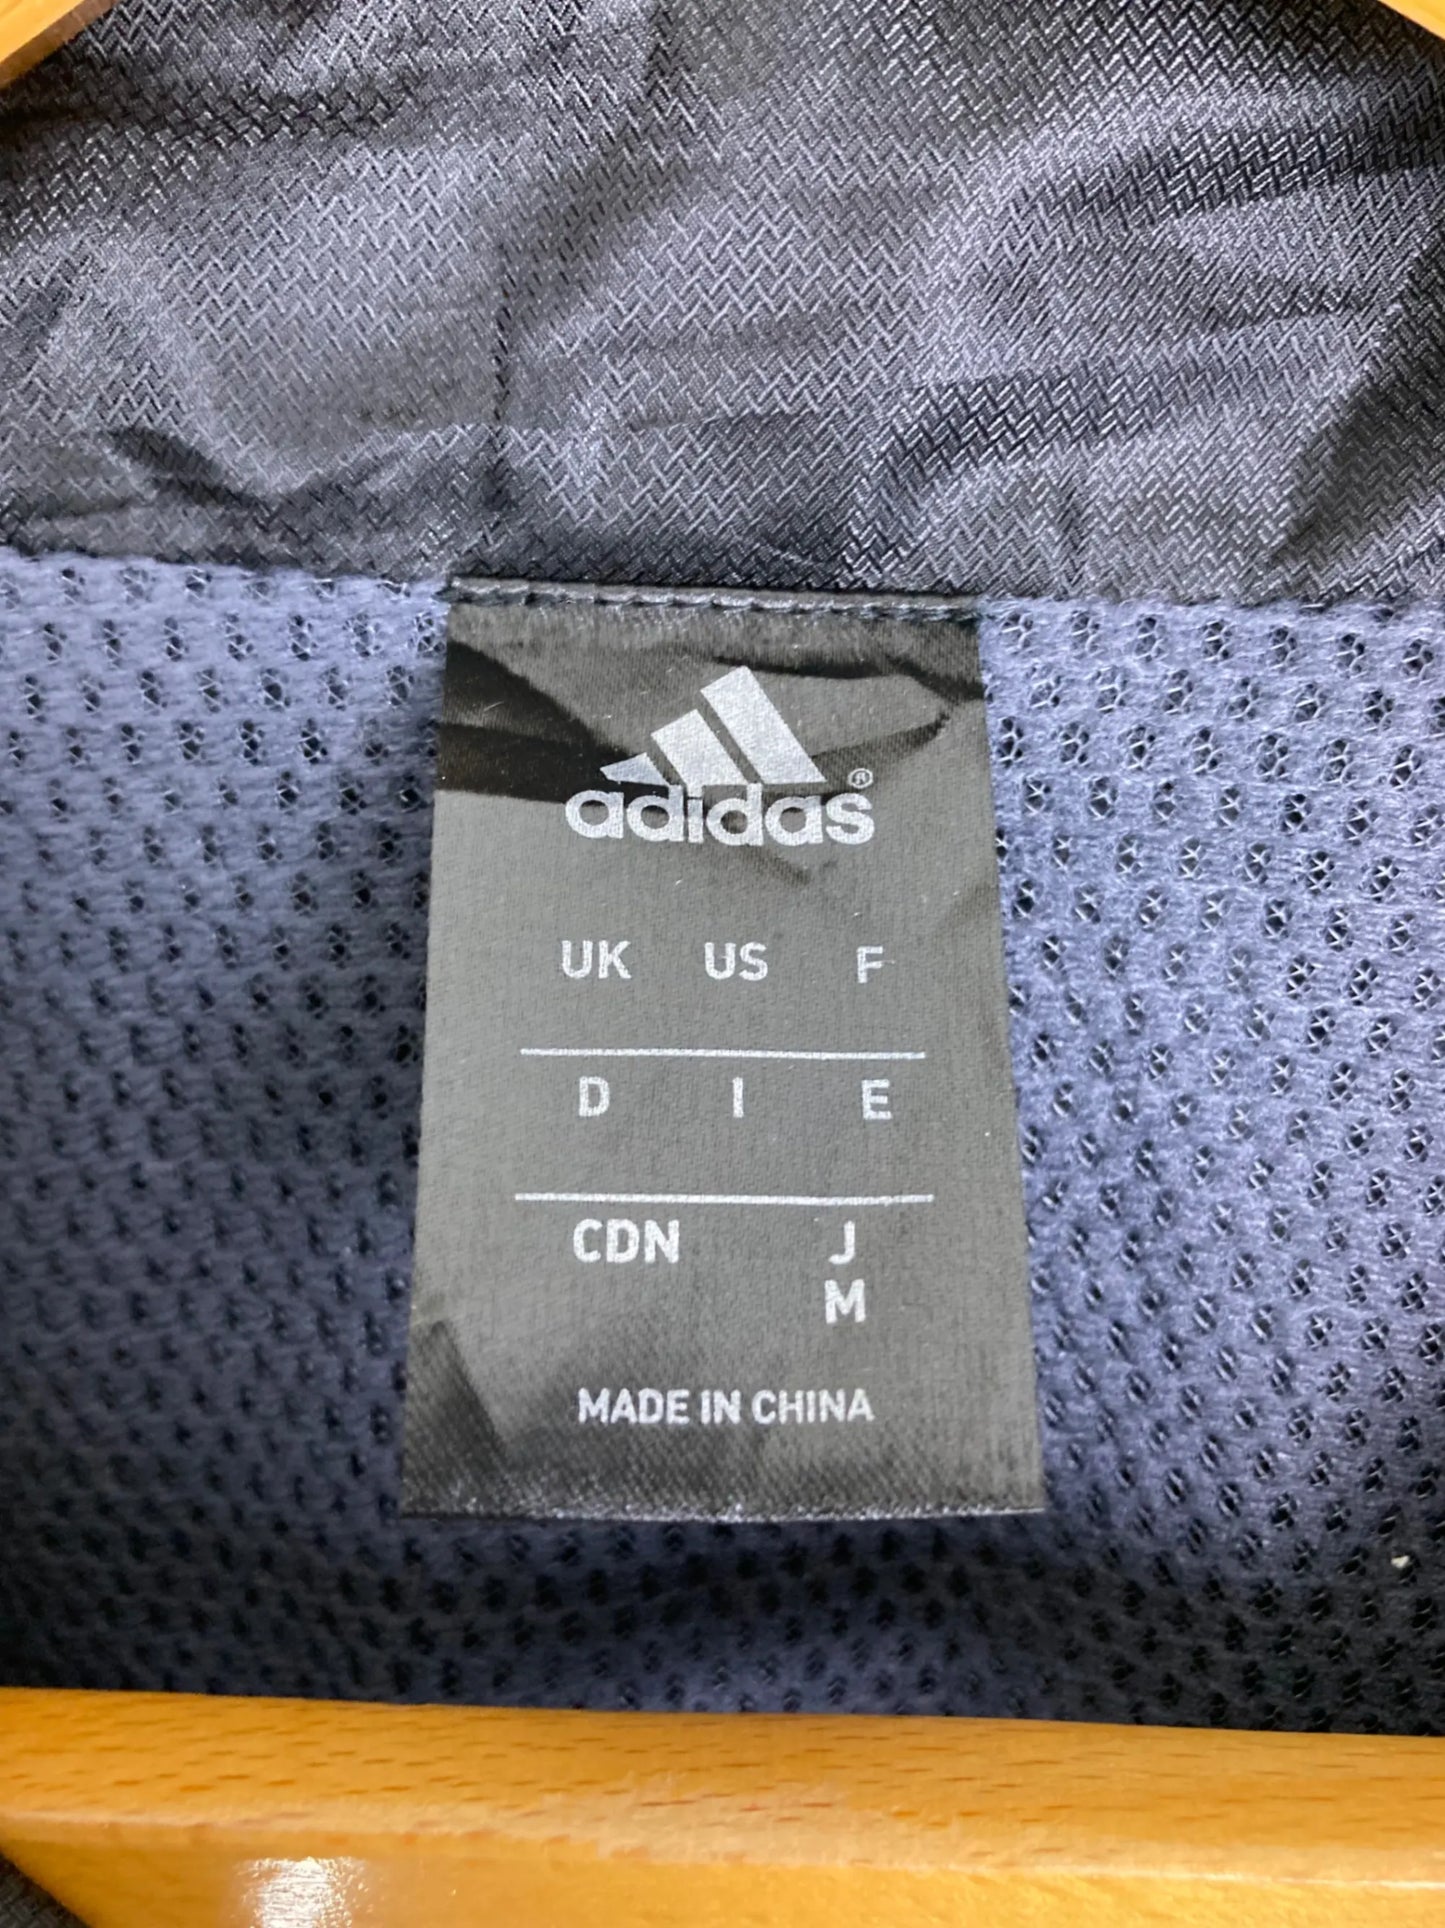 adidas®
UK US F
D I E
CDN J
M
MADE IN CHINA